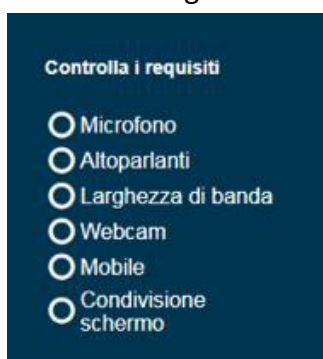 Controlla i requisiti
Microfono
Altoparlanti
Larghezza di banda
Webcam
Mobile
Condivisione
schermo